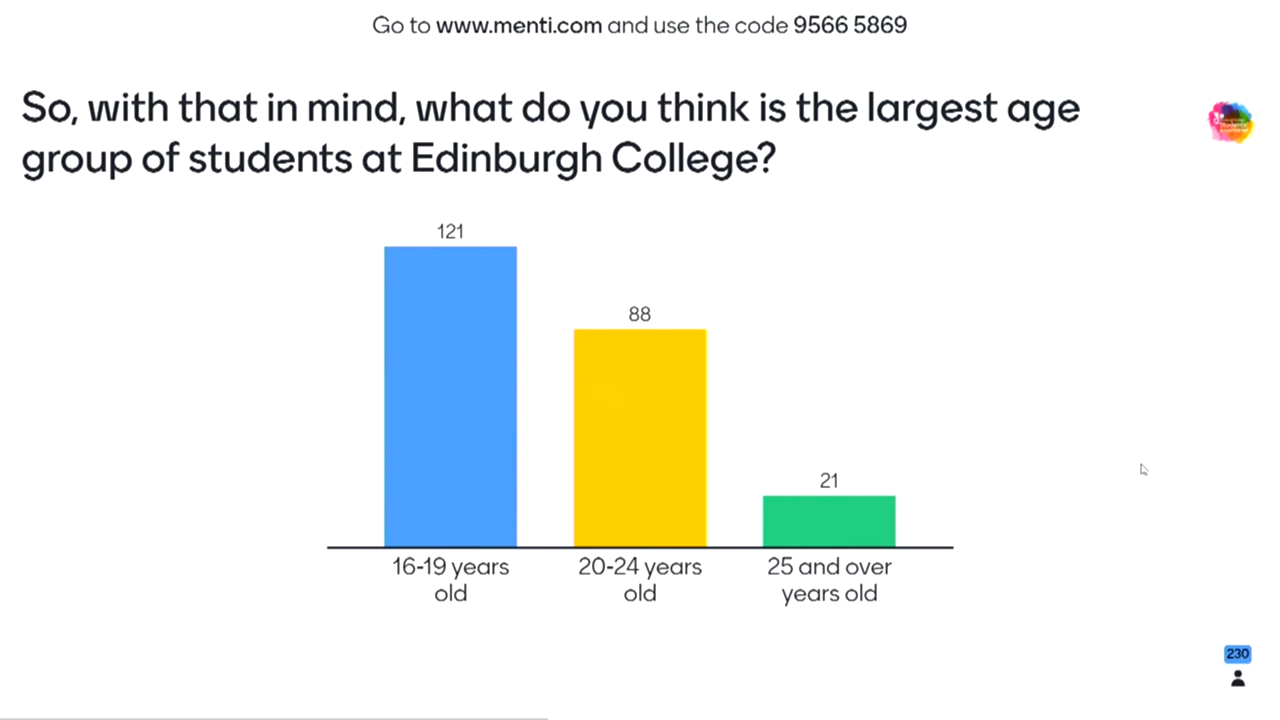 Go to www.menti.com and use the code 9566 5869
So, with that in mind, what do you think is the largest age
group of students at Edinburgh College?
121
88
21
16-19 years
old
20-24 years
old
25 and over
years old
230